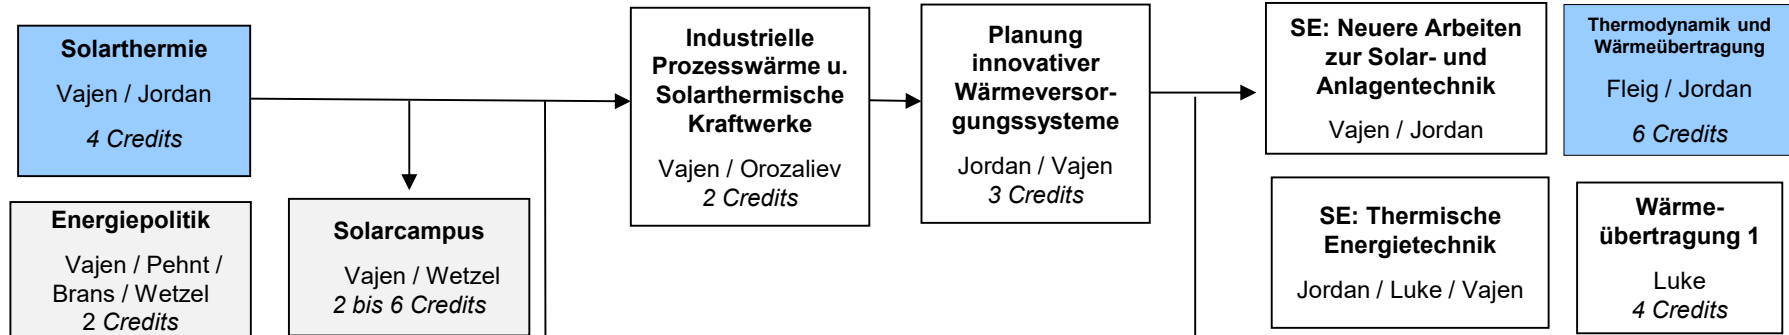 Solarthermie
Vajen / Jordan
4 Credits
Energiepolitik
Vajen / Pehnt /
Brans / Wetzel
2 Credits
Solarcampus
Vajen / Wetzel
2 bis 6 Credits
Industrielle
Prozesswärme u.
Solarthermische
Kraftwerke
Vajen / Orozaliev
2 Credits
Planung
innovativer
Wärmeversor-
gungssysteme
Jordan / Vajen
3 Credits
SE: Neuere Arbeiten
zur Solar- und
Anlagentechnik
Vajen / Jordan
SE: Thermische
Energietechnik
Jordan / Luke / Vajen
Thermodynamik und
Wärmeübertragung
Fleig / Jordan
6 Credits
Wärme-
übertragung 1
Luke
4 Credits